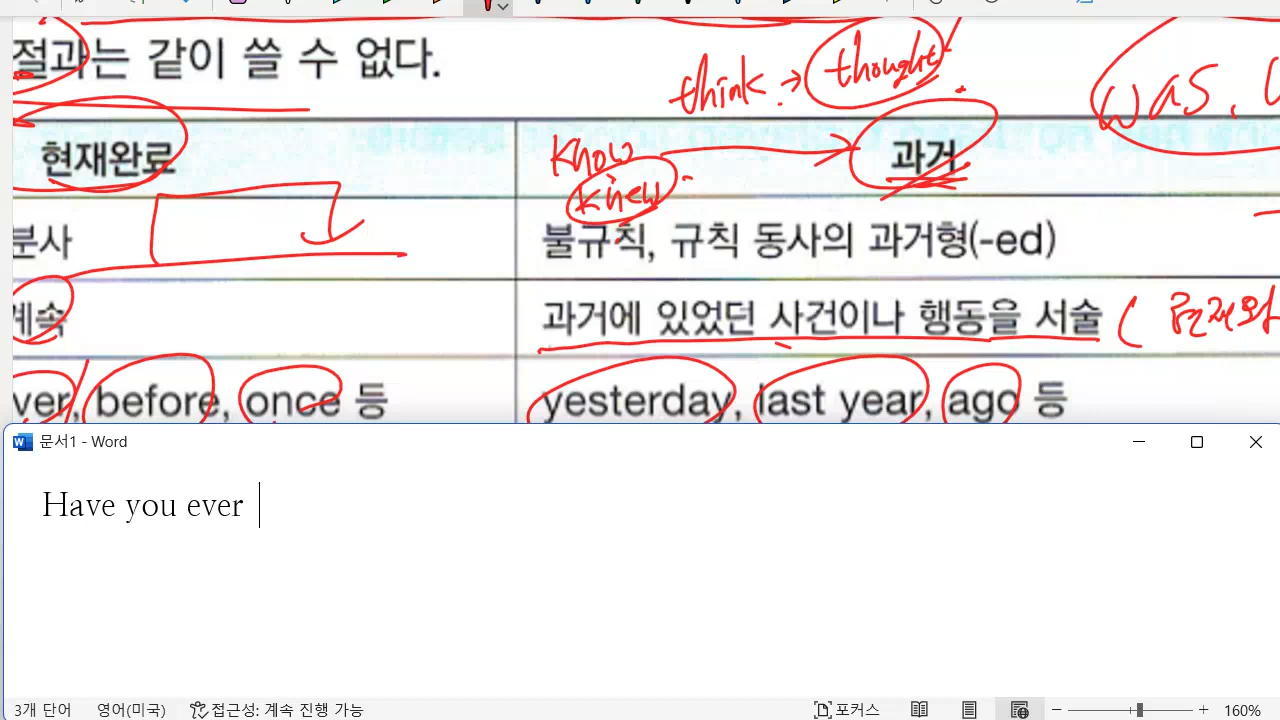 절과는 같이 쓸 수 없다.
think → thought
was,
현재완료
know
knew
과거
분사
불규칙, 규칙 동사의 과거형(-ed)
계속
과거에 있었던 사건이나 행동을 서술 ( 현재와
ver, before, once 등
yesterday, last year, ago 등
문서1 - Word
Have you ever
3개 단어 영어(미국) 접근성: 계속 진행 가능 포커스 160%